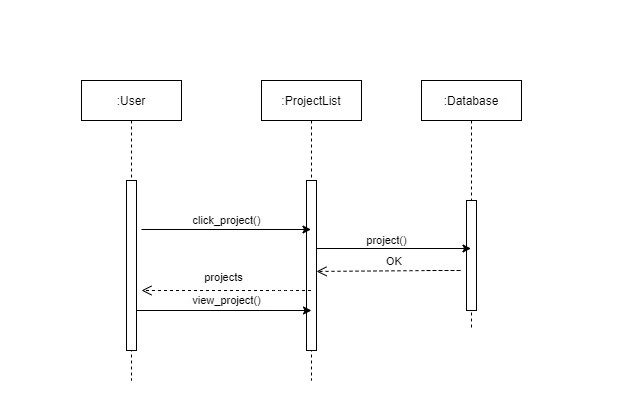 :User
:ProjectList
:Database
click_project()
project()
OK
projects
view_project()